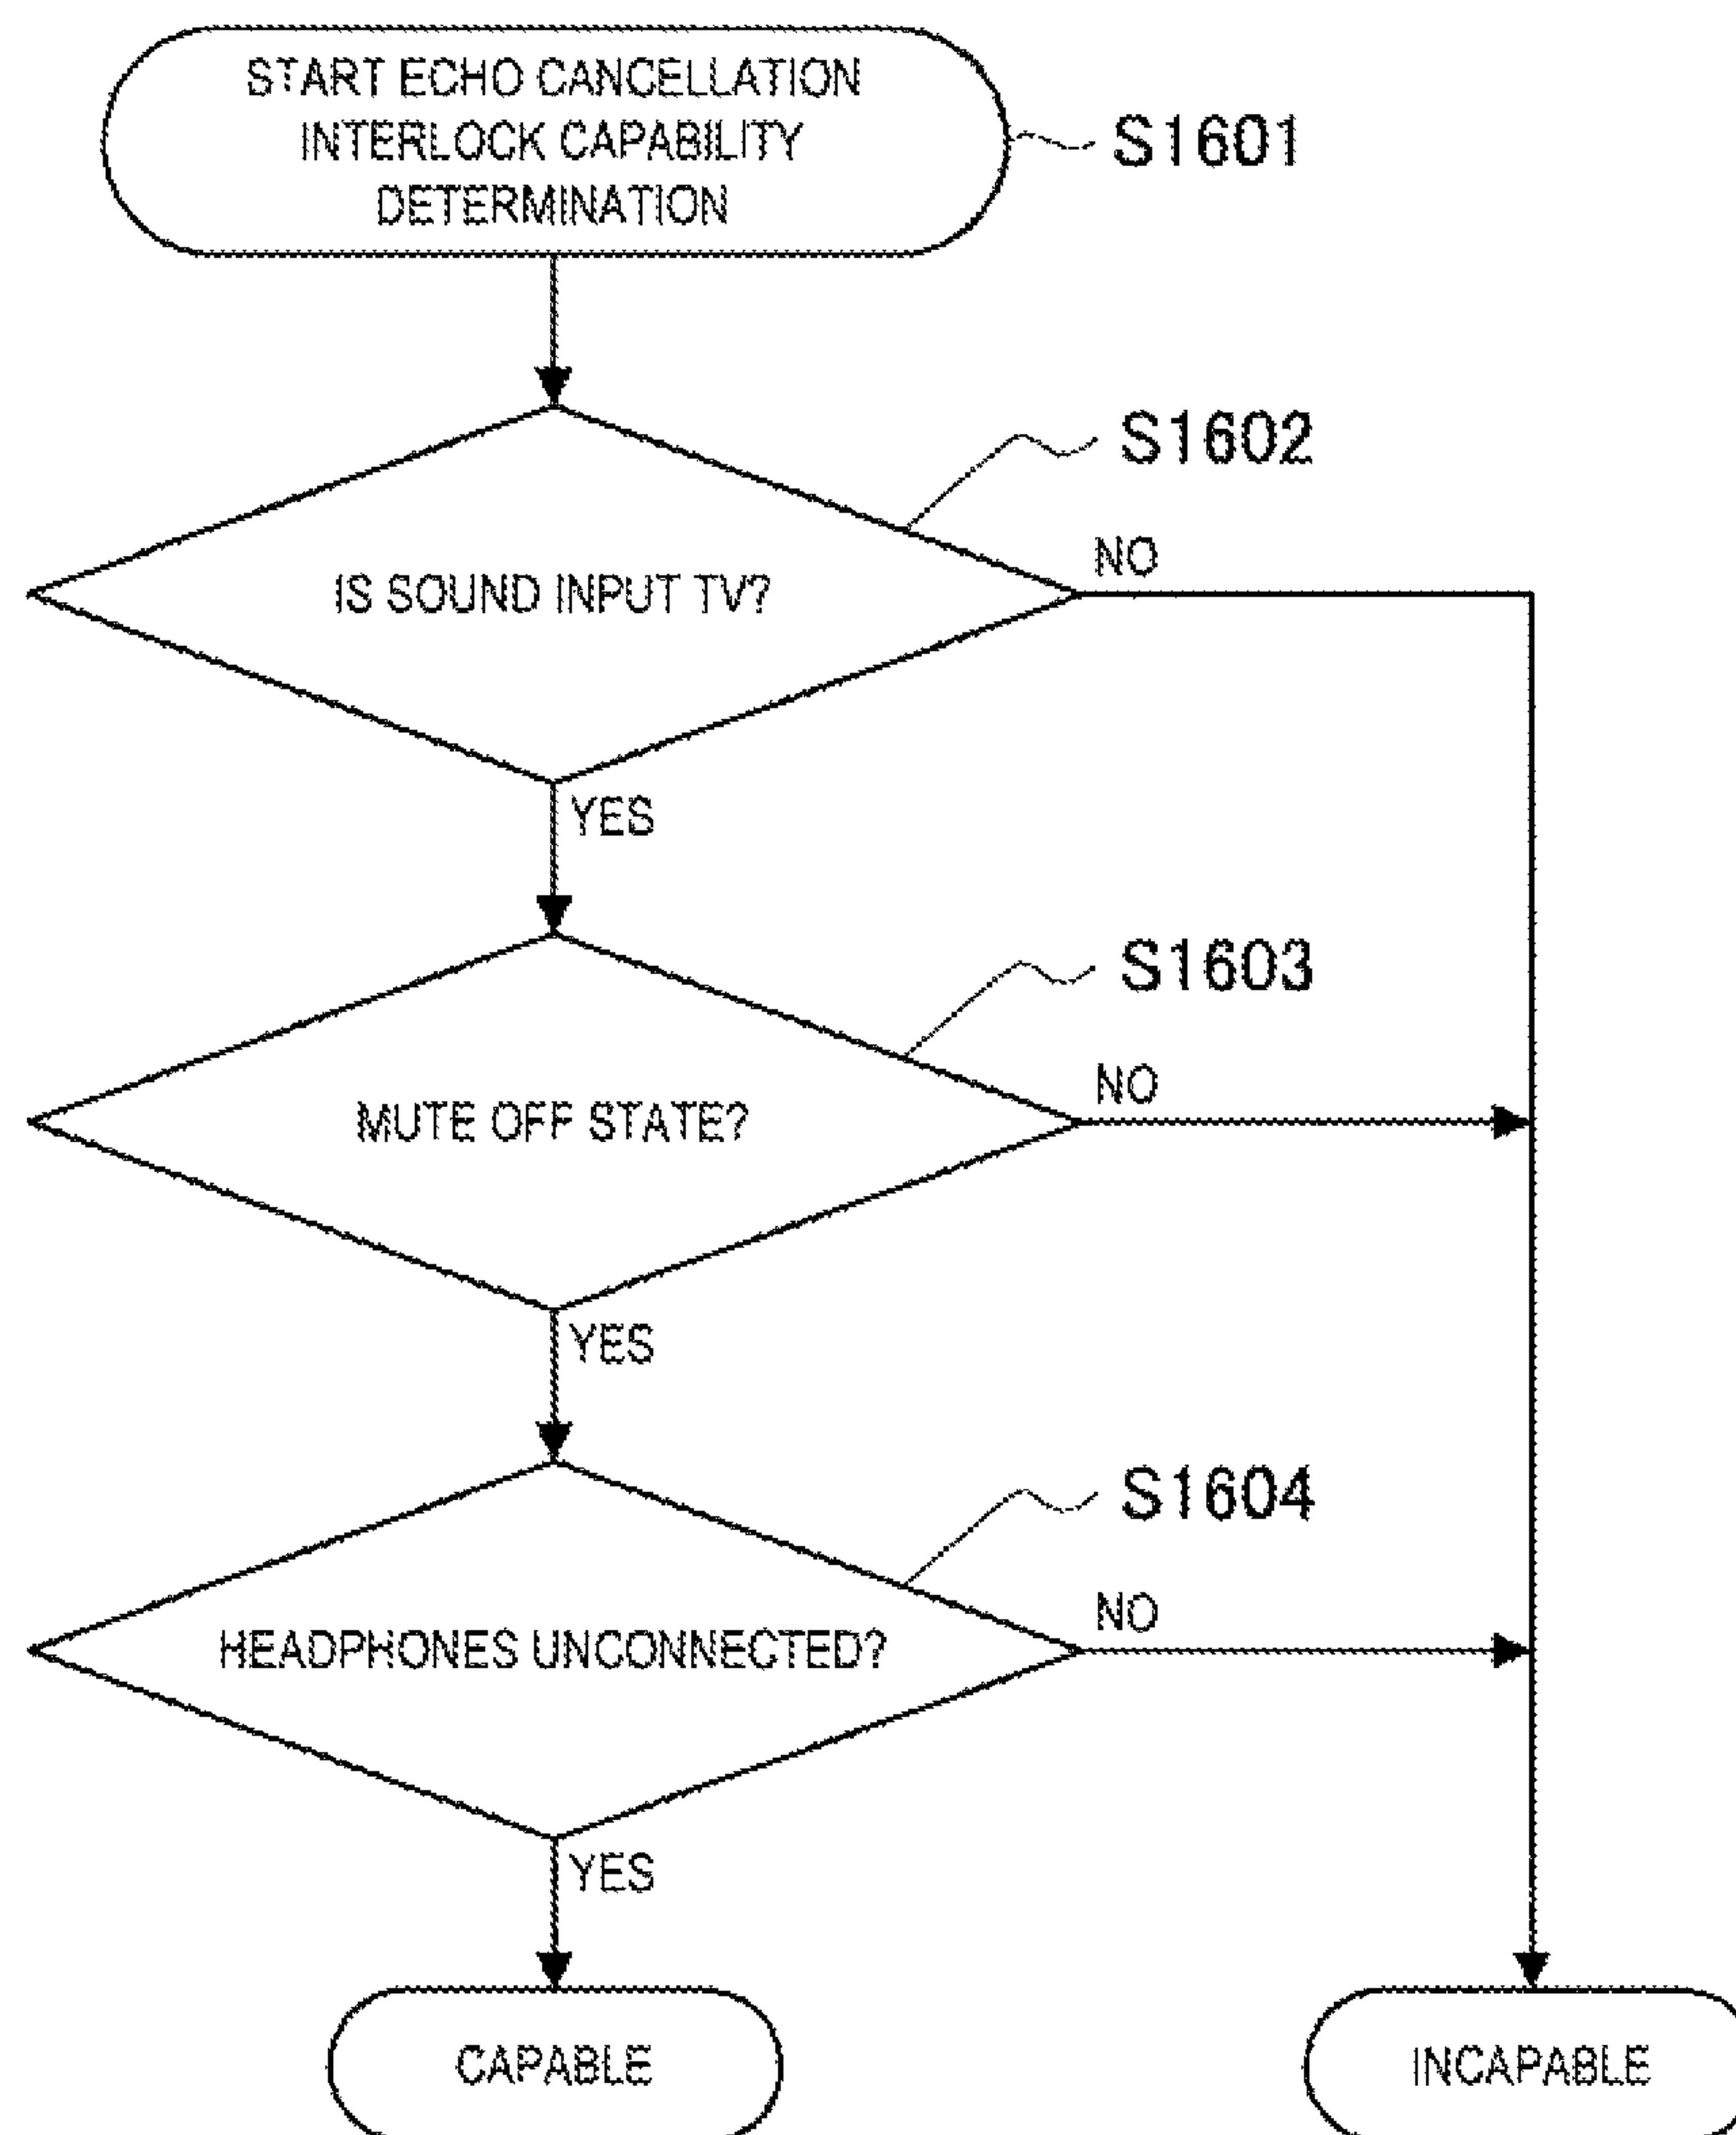 START ECHO CANCELLATION
INTERLOCK CAPABILITY
DETERMINATION
S1601
S1602
IS SOUND INPUT TV?
NO
YES
S1603
MUTE OFF STATE?
NO
YES
S1604
HEADPHONES UNCONNECTED?
NO
YES
CAPABLE
INCAPABLE